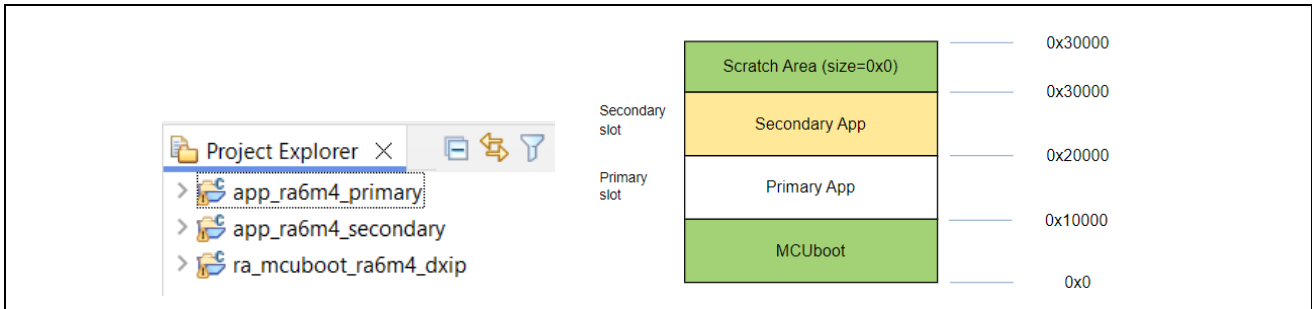 Project Explorer
app_ra6m4_primary
app_ra6m4_secondary
ra_mcuboot_ra6m4_dxip
Secondary
slot
Primary
slot
Scratch Area (size=0x0)
Secondary App
Primary App
MCUboot
0x30000
0x30000
0x20000
0x10000
0x0